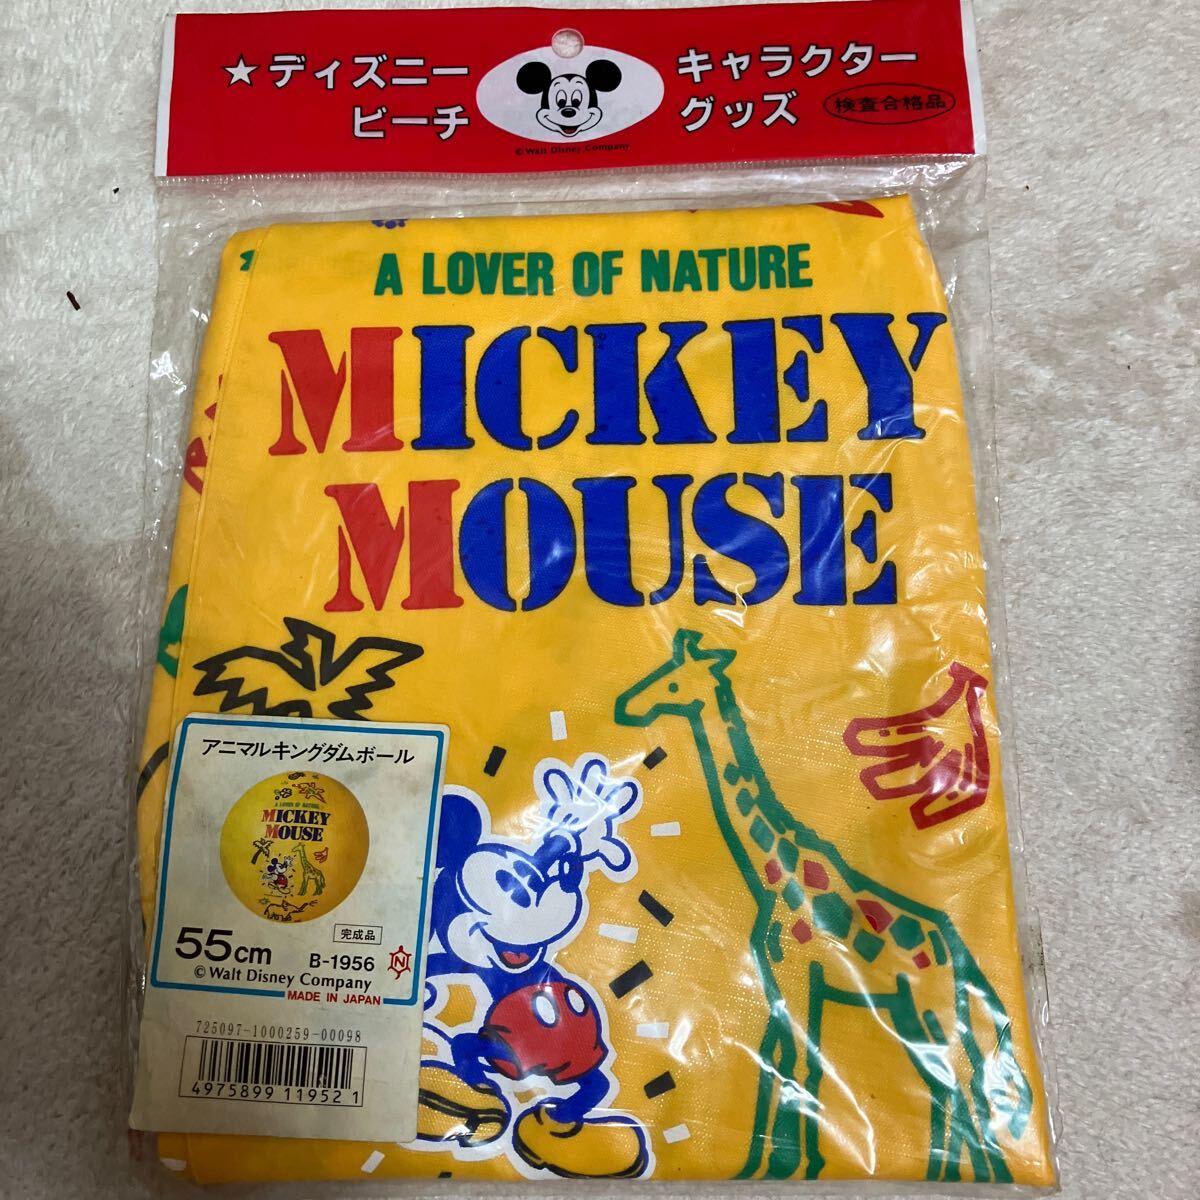 ★ディズニー キャラクター
ビーチ グッズ 検査合格品
© Walt Disney Company
A LOVER OF NATURE
MICKEY
MOUSE
アニマルキングダムボール
A LOVER OF NATURE
MICKEY
MOUSE
完成品
55cm B-1956 N
© Walt Disney Company
MADE IN JAPAN
725097-1000259-00098
4975899 119521